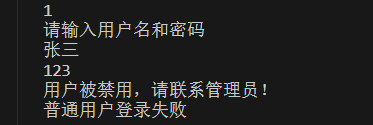 1
请输入用户名和密码
张三
123
用户被禁用，请联系管理员！
普通用户登录失败